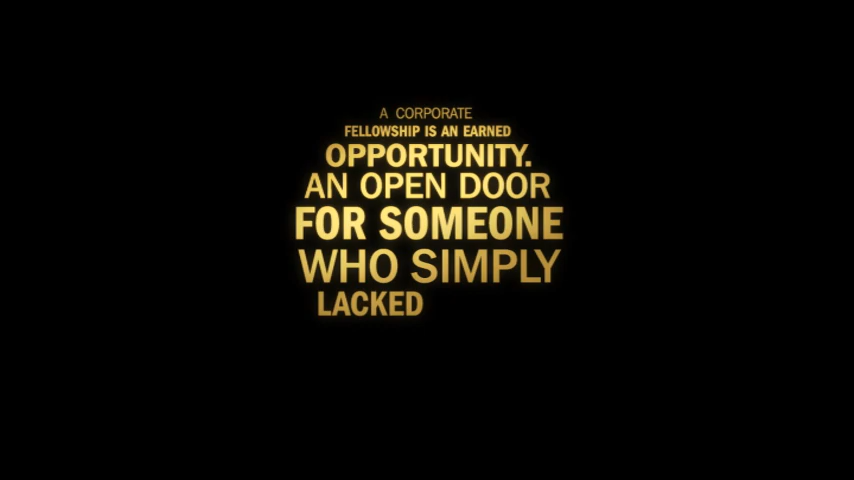 A CORPORATE
FELLOWSHIP IS AN EARNED
OPPORTUNITY.
AN OPEN DOOR
FOR SOMEONE
WHO SIMPLY
LACKED